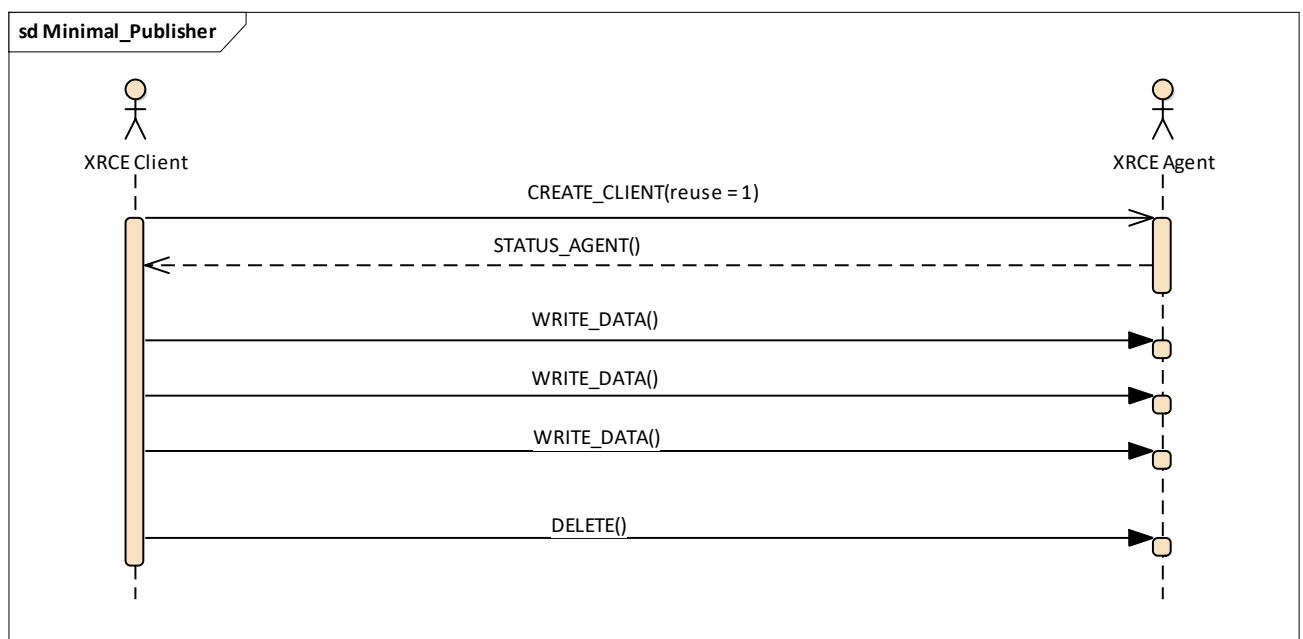 sd Minimal_Publisher
XRCE Client
XRCE Agent
CREATE_CLIENT(reuse = 1)
STATUS_AGENT()
WRITE_DATA()
WRITE_DATA()
WRITE_DATA()
DELETE()